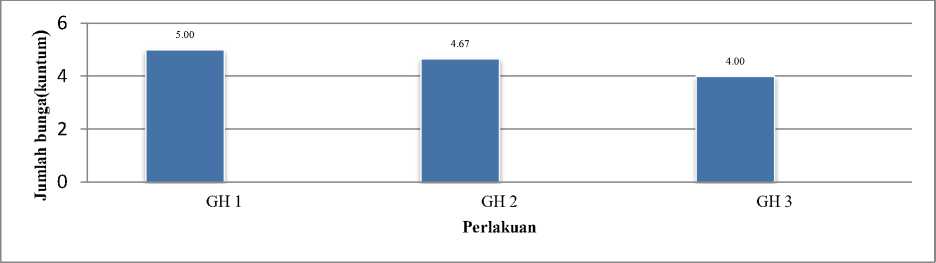 Jumlah bunga(kuntum)
6
4
2
0
5.00
4.67
4.00
GH 1
GH 2
GH 3
Perlakuan